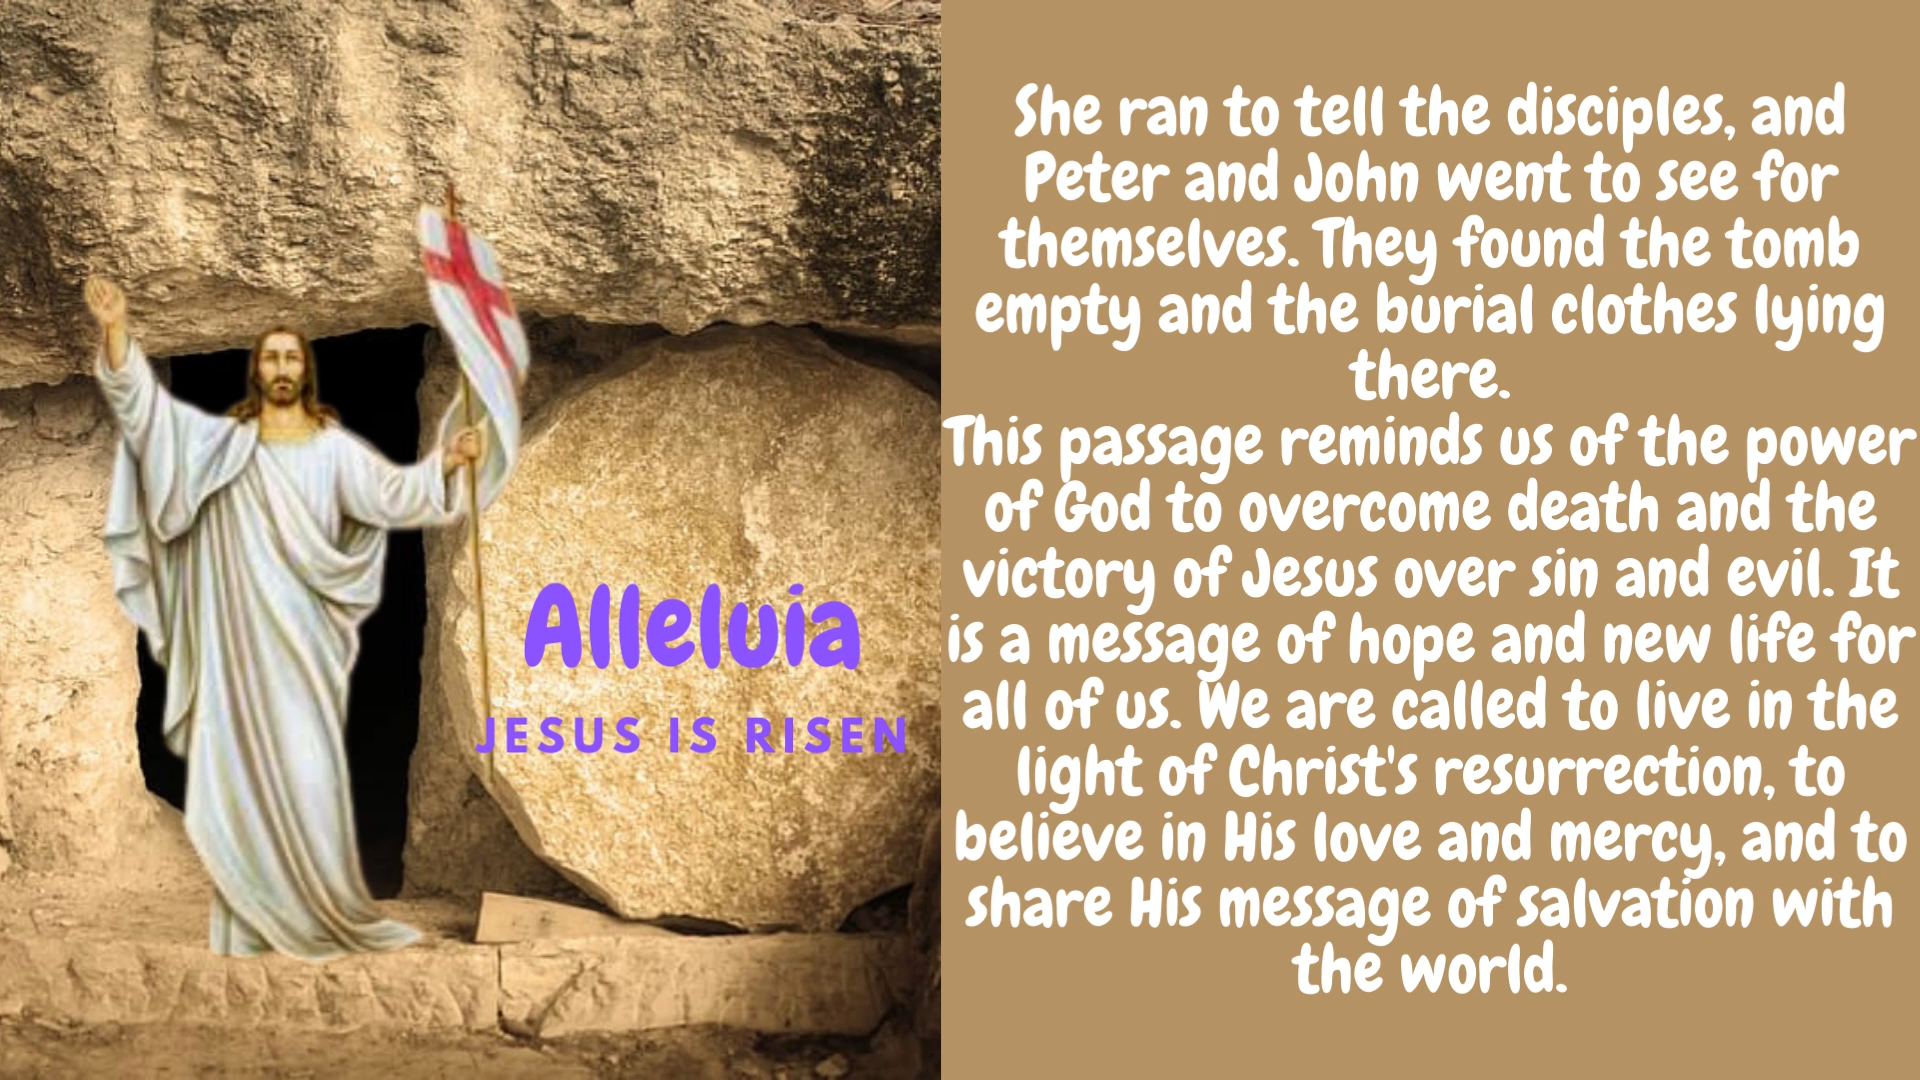 Alleluia
JESUS IS RISEN
She ran to tell the disciples, and
Peter and John went to see for
themselves. They found the tomb
empty and the burial clothes lying
there.
This passage reminds us of the power
of God to overcome death and the
victory of Jesus over sin and evil. It
is a message of hope and new life for
all of us. We are called to live in the
light of Christ's resurrection, to
believe in His love and mercy, and to
share His message of salvation with
the world.